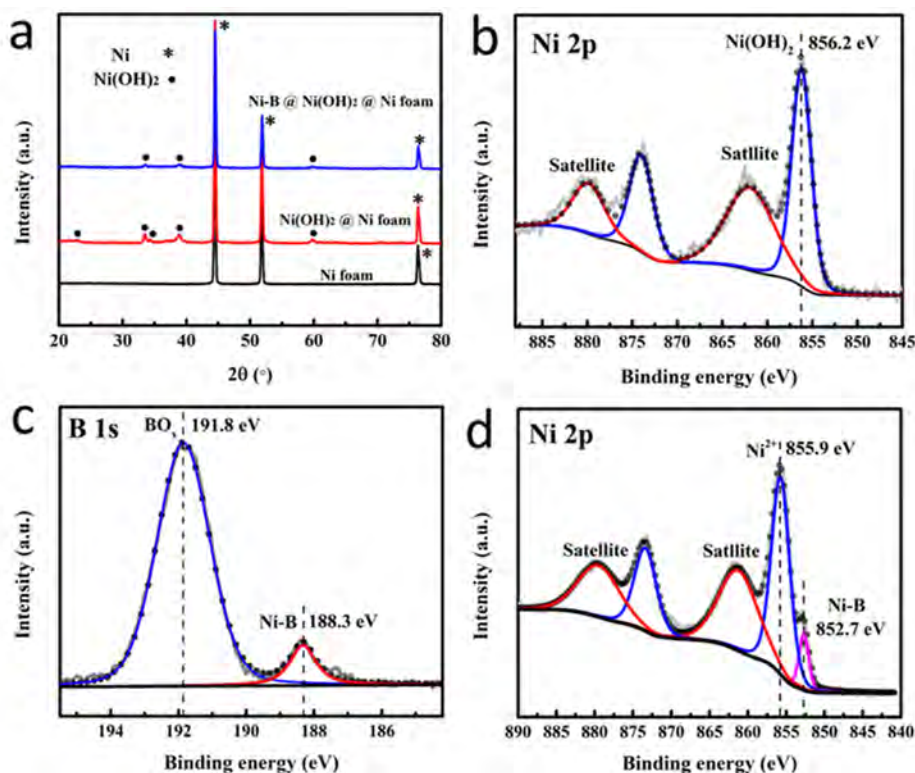 a
Ni *
Ni(OH)₂ •
Ni-B @ Ni(OH)₂ @ Ni foam
Ni(OH)₂ @ Ni foam
Ni foam
Intensity (a.u.)
20 30 40 50 60 70 80
2θ (°)
b
Ni 2p
Ni(OH)₂
856.2 eV
Satellite
Satllite
Intensity (a.u.)
885 880 875 870 865 860 855 850 845
Binding energy (eV)
c
B 1s
BOₓ
191.8 eV
Ni-B
188.3 eV
Intensity (a.u.)
194 192 190 188 186
Binding energy (eV)
d
Ni 2p
Ni²⁺
855.9 eV
Satellite
Satllite
Ni-B
852.7 eV
Intensity (a.u.)
890 885 880 875 870 865 860 855 850 845 840
Binding energy (eV)